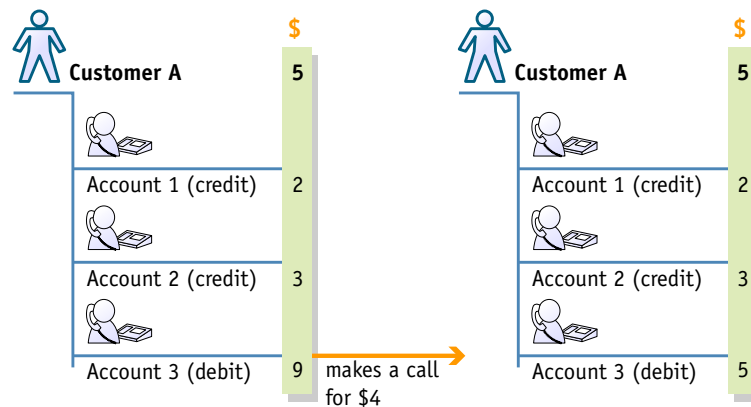 $
Customer A 5
Account 1 (credit) 2
Account 2 (credit) 3
Account 3 (debit) 9
makes a call
for $4
$
Customer A 5
Account 1 (credit) 2
Account 2 (credit) 3
Account 3 (debit) 5